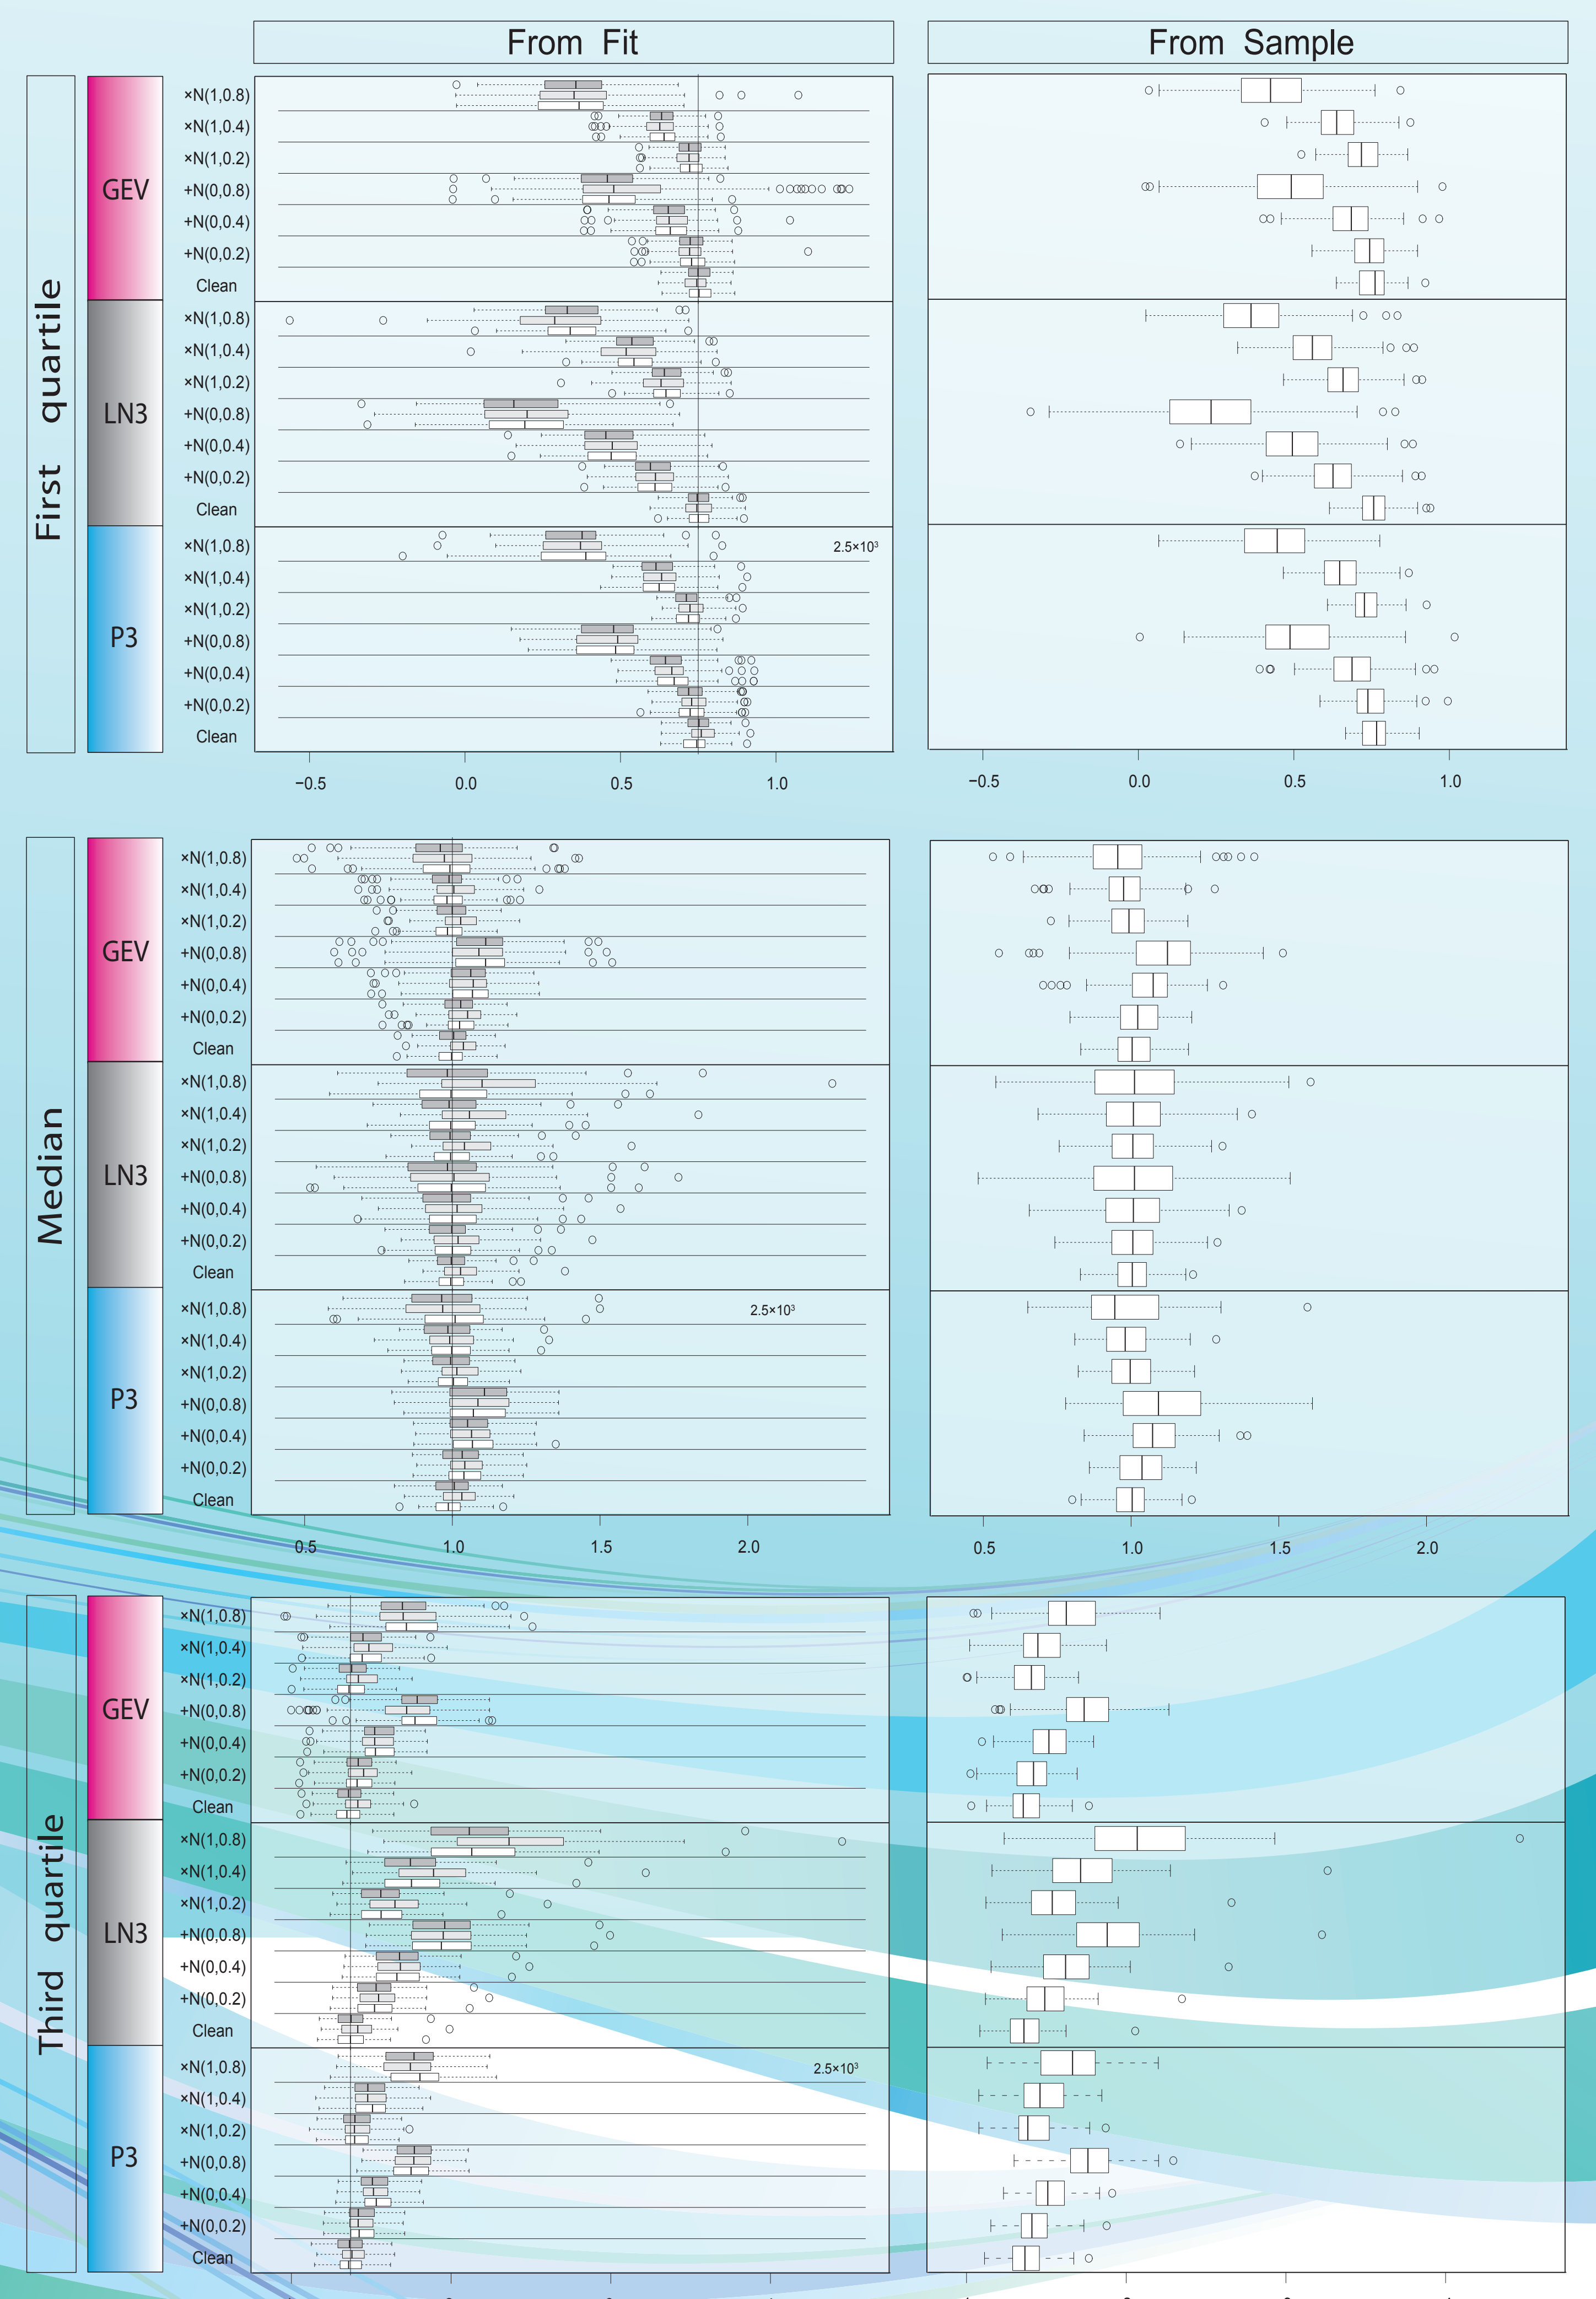 From Fit
From Sample
First quartile
GEV
×N(1,0.8)
×N(1,0.4)
×N(1,0.2)
+N(0,0.8)
+N(0,0.4)
+N(0,0.2)
Clean
LN3
×N(1,0.8)
×N(1,0.4)
×N(1,0.2)
+N(0,0.8)
+N(0,0.4)
+N(0,0.2)
Clean
P3
×N(1,0.8)
2.5×10³
×N(1,0.4)
×N(1,0.2)
+N(0,0.8)
+N(0,0.4)
+N(0,0.2)
Clean
−0.5 0.0 0.5 1.0
−0.5 0.0 0.5 1.0
Median
GEV
×N(1,0.8)
×N(1,0.4)
×N(1,0.2)
+N(0,0.8)
+N(0,0.4)
+N(0,0.2)
Clean
LN3
×N(1,0.8)
×N(1,0.4)
×N(1,0.2)
+N(0,0.8)
+N(0,0.4)
+N(0,0.2)
Clean
P3
×N(1,0.8)
2.5×10³
×N(1,0.4)
×N(1,0.2)
+N(0,0.8)
+N(0,0.4)
+N(0,0.2)
Clean
0.5 1.0 1.5 2.0
0.5 1.0 1.5 2.0
Third quartile
GEV
×N(1,0.8)
×N(1,0.4)
×N(1,0.2)
+N(0,0.8)
+N(0,0.4)
+N(0,0.2)
Clean
LN3
×N(1,0.8)
×N(1,0.4)
×N(1,0.2)
+N(0,0.8)
+N(0,0.4)
+N(0,0.2)
Clean
P3
×N(1,0.8)
2.5×10³
×N(1,0.4)
×N(1,0.2)
+N(0,0.8)
+N(0,0.4)
+N(0,0.2)
Clean